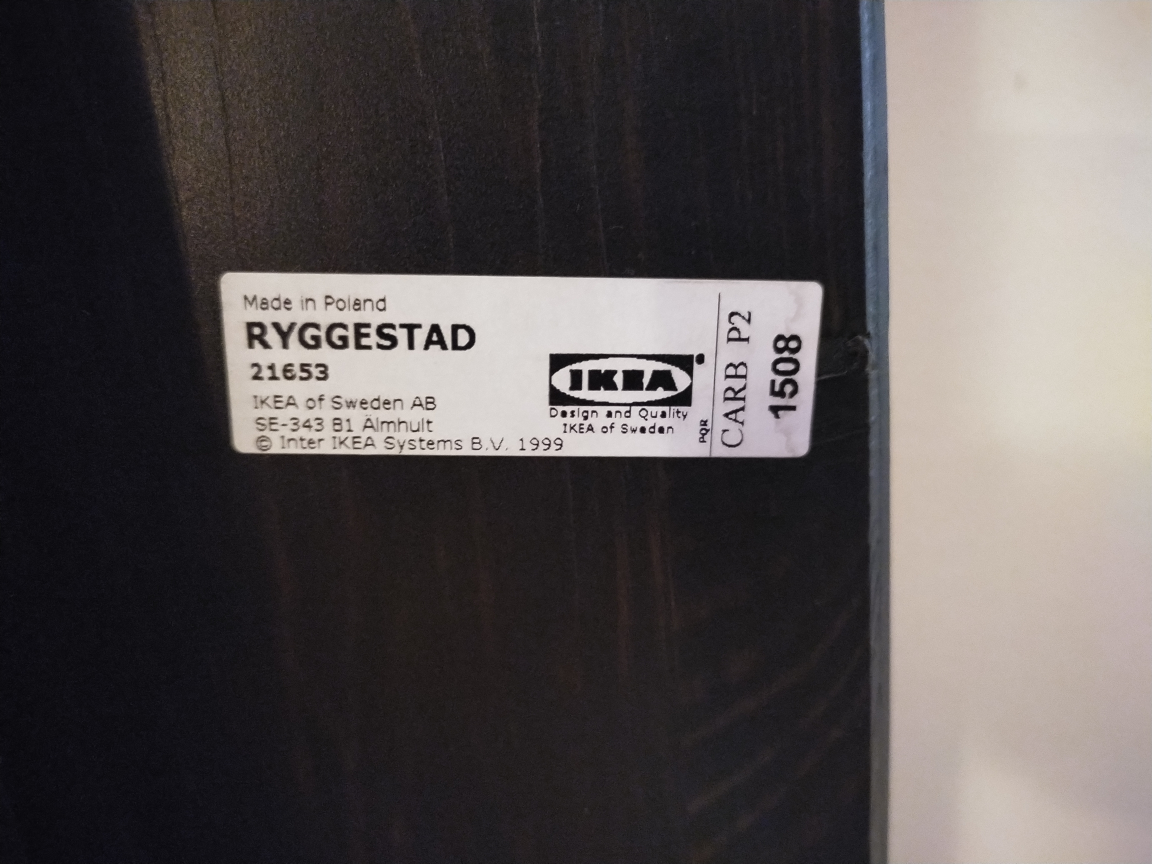 Made in Poland
RYGGESTAD
21653
IKEA of Sweden AB
SE-343 81 Älmhult
© Inter IKEA Systems B.V. 1999
IKEA
Design and Quality
IKEA of Sweden
PQR
CARB P2
1508